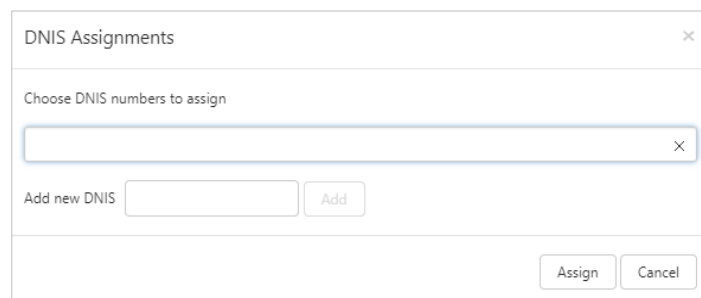 DNIS Assignments
Choose DNIS numbers to assign
Add new DNIS Add
Assign Cancel